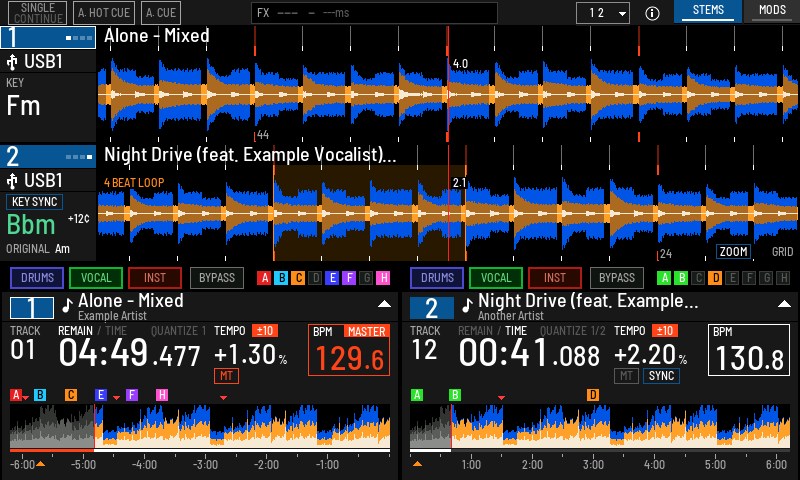 SINGLE CONTINUE
A. HOT CUE
A. CUE
FX --- ---ms
1 2
STEMS
MODS
1
Alone - Mixed
USB1
4.0
KEY
Fm
44
2
Night Drive (feat. Example Vocalist)...
USB1
4 BEAT LOOP
2.1
KEY SYNC
Bbm +12¢
ORIGINAL Am
24
ZOOM
GRID
DRUMS VOCAL INST BYPASS A B C D E F G H
DRUMS VOCAL INST BYPASS A B C D E F G H
1
Alone - Mixed
Example Artist
TRACK 01
REMAIN / TIME
QUANTIZE 1
04:49.477
TEMPO ±10
+1.30%
MT
BPM MASTER
129.6
A B C E F H
-6:00 -5:00 -4:00 -3:00 -2:00 -1:00
2
Night Drive (feat. Example...
Another Artist
TRACK 12
REMAIN / TIME
QUANTIZE 1/2
00:41.088
TEMPO ±10
+2.20%
MT SYNC
BPM
130.8
A B D
1:00 2:00 3:00 4:00 5:00 6:00